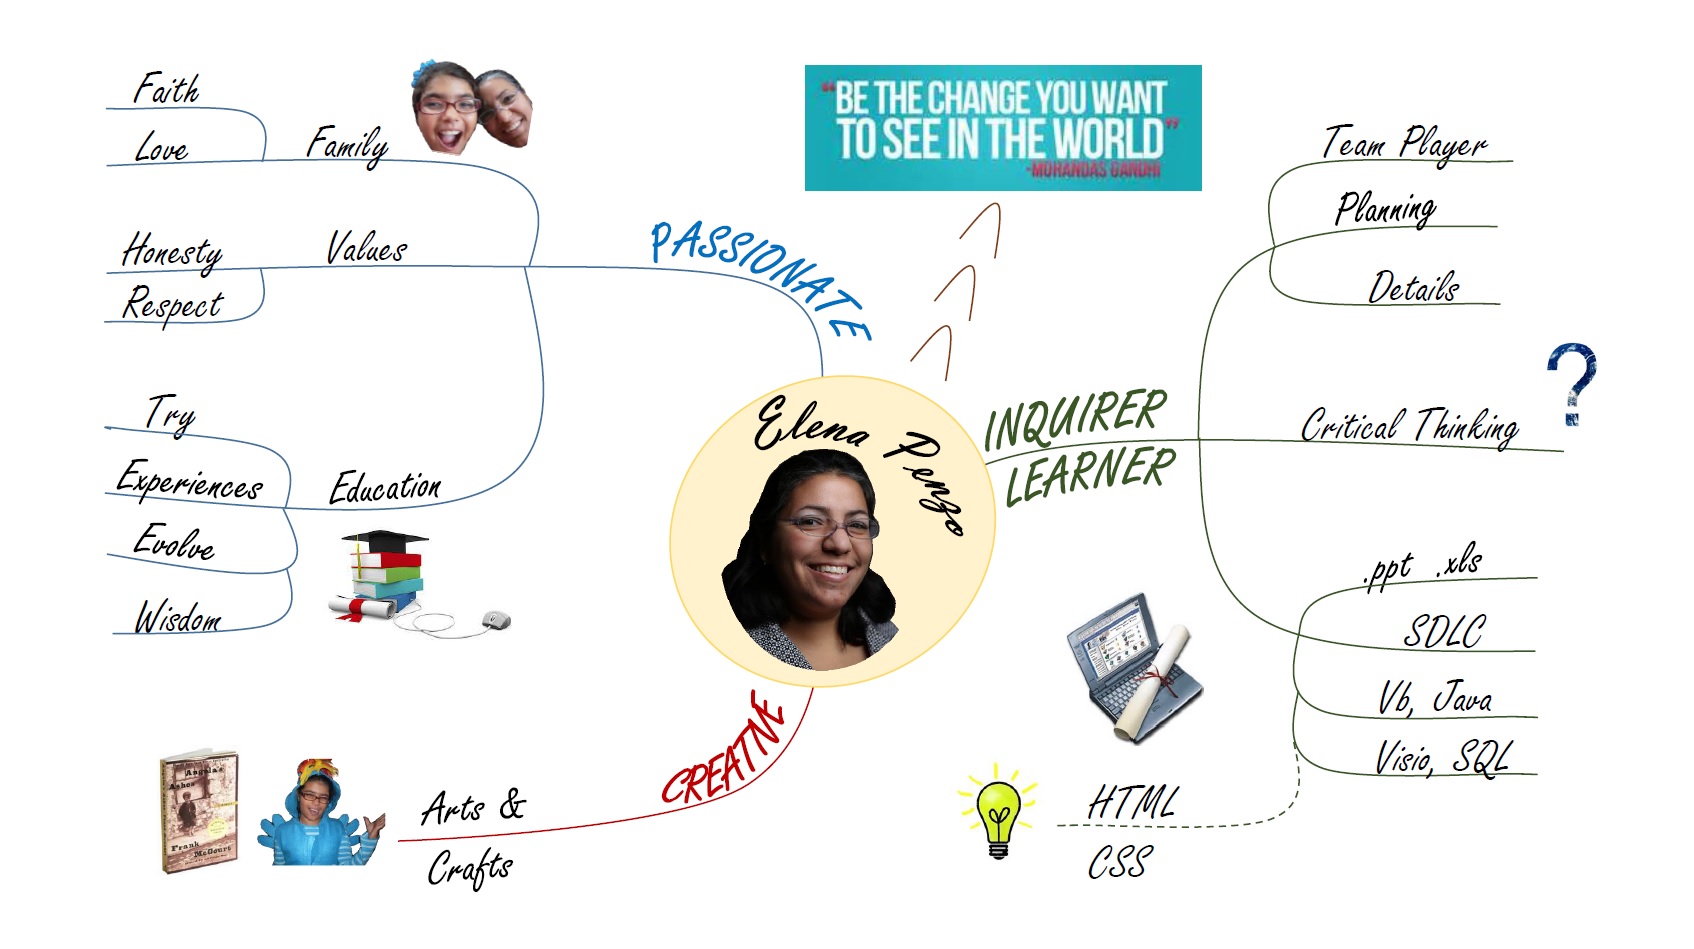 Faith
Love
Family
Honesty
Respect
Values
Try
Experiences
Evolve
Wisdom
Education
PASSIONATE
“BE THE CHANGE YOU WANT
TO SEE IN THE WORLD”
-MOHANDAS GANDHI
Elena Penzo
INQUIRER
LEARNER
Team Player
Planning
Details
Critical Thinking
?
.ppt .xls
SDLC
Vb, Java
Visio, SQL
HTML
CSS
CREATIVE
Arts &
Crafts
Angela's
Ashes
Frank
McCourt